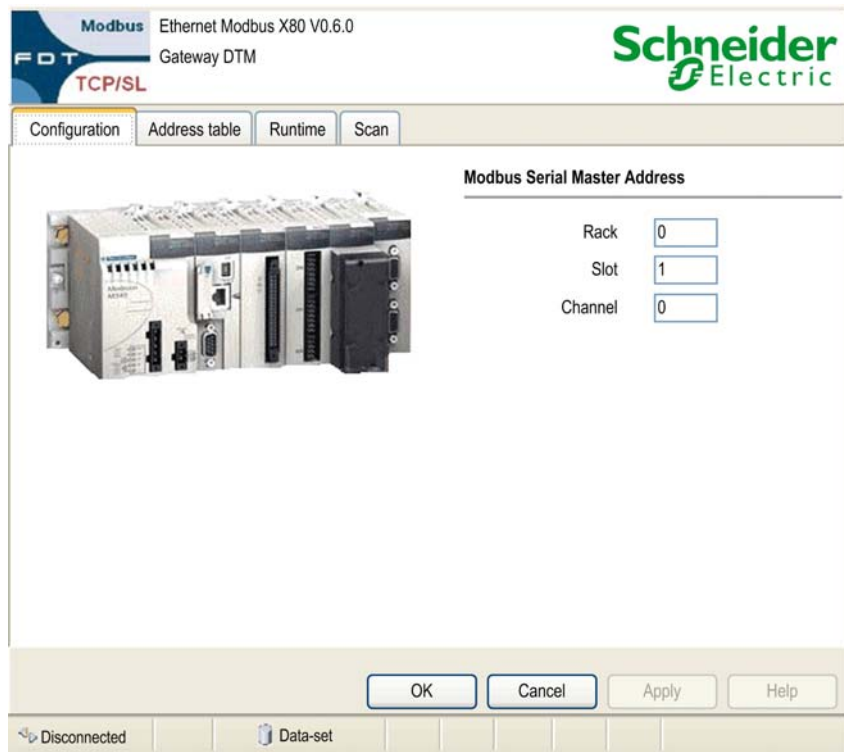 Modbus
FDT
TCP/SL
Ethernet Modbus X80 V0.6.0
Gateway DTM
Schneider
Electric
Configuration
Address table
Runtime
Scan
Modbus Serial Master Address
Rack 0
Slot 1
Channel 0
OK
Cancel
Apply
Help
Disconnected
Data-set